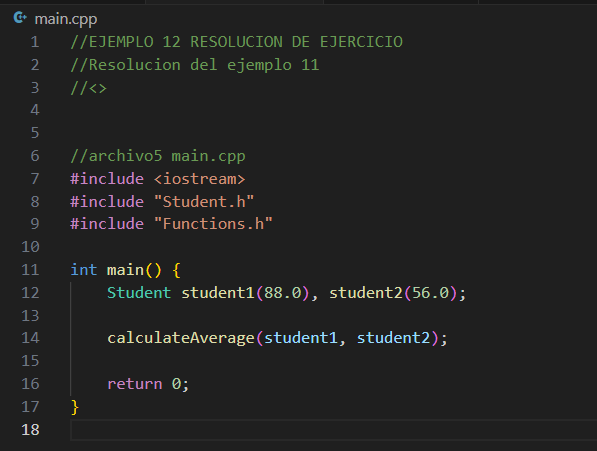 main.cpp
1 //EJEMPLO 12 RESOLUCION DE EJERCICIO
2 //Resolucion del ejemplo 11
3 //<>
4
5
6 //archivo5 main.cpp
7 #include <iostream>
8 #include "Student.h"
9 #include "Functions.h"
10
11 int main() {
12     Student student1(88.0), student2(56.0);
13
14     calculateAverage(student1, student2);
15
16     return 0;
17 }
18